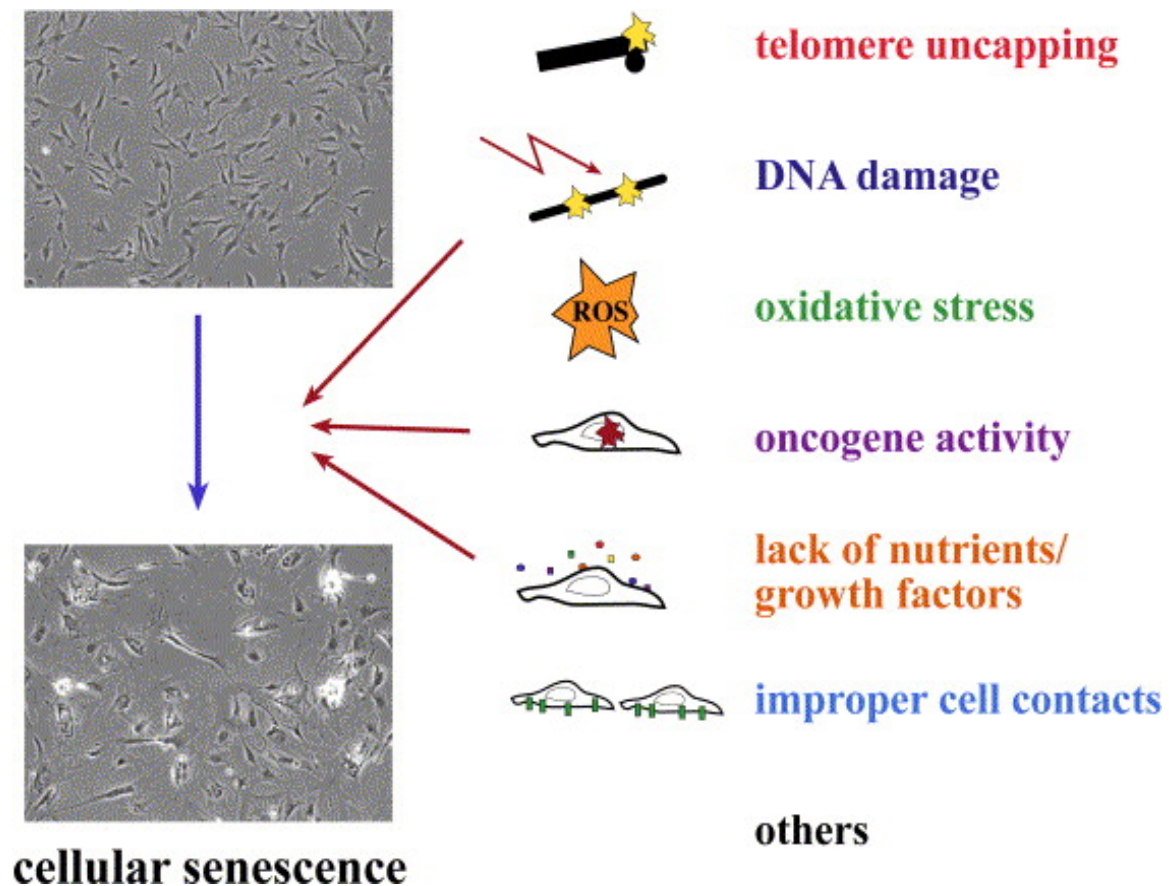 telomere uncapping
DNA damage
ROS
oxidative stress
oncogene activity
lack of nutrients/
growth factors
improper cell contacts
others
cellular senescence